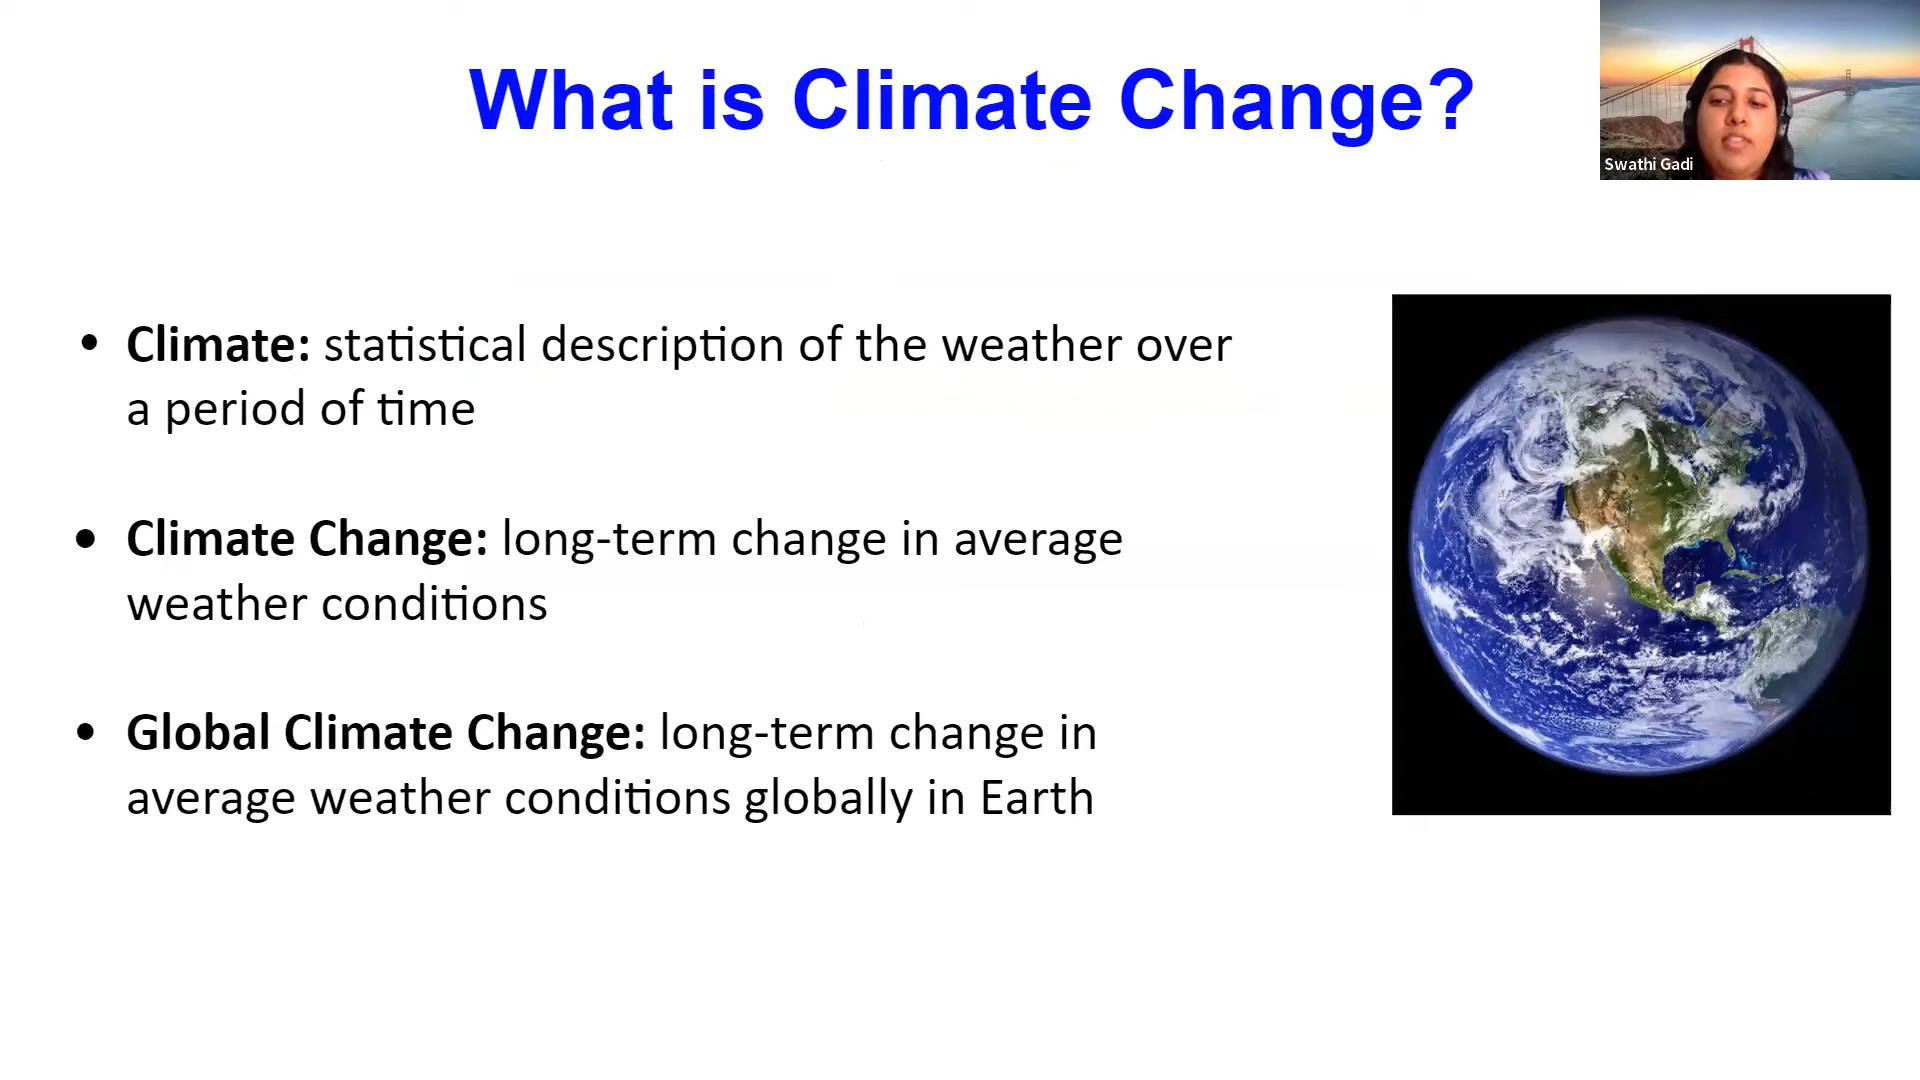 What is Climate Change?
Swathi Gadi
• Climate: statistical description of the weather over
a period of time
• Climate Change: long-term change in average
weather conditions
• Global Climate Change: long-term change in
average weather conditions globally in Earth